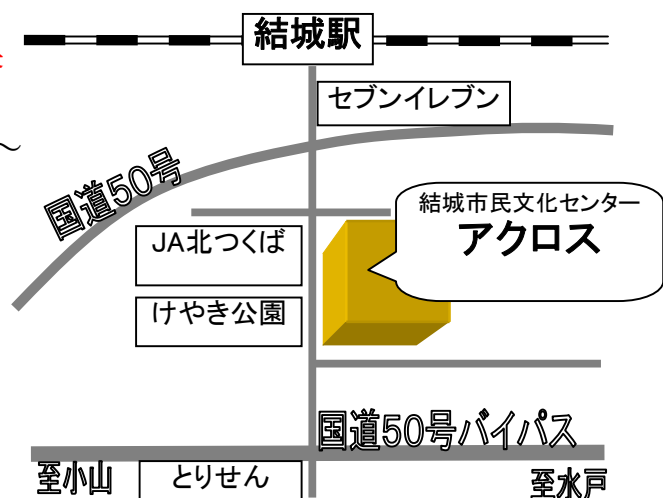 結城駅
セブンイレブン
国道50号
結城市民文化センター
アクロス
JA北つくば
けやき公園
国道50号バイパス
至小山
とりせん
至水戸